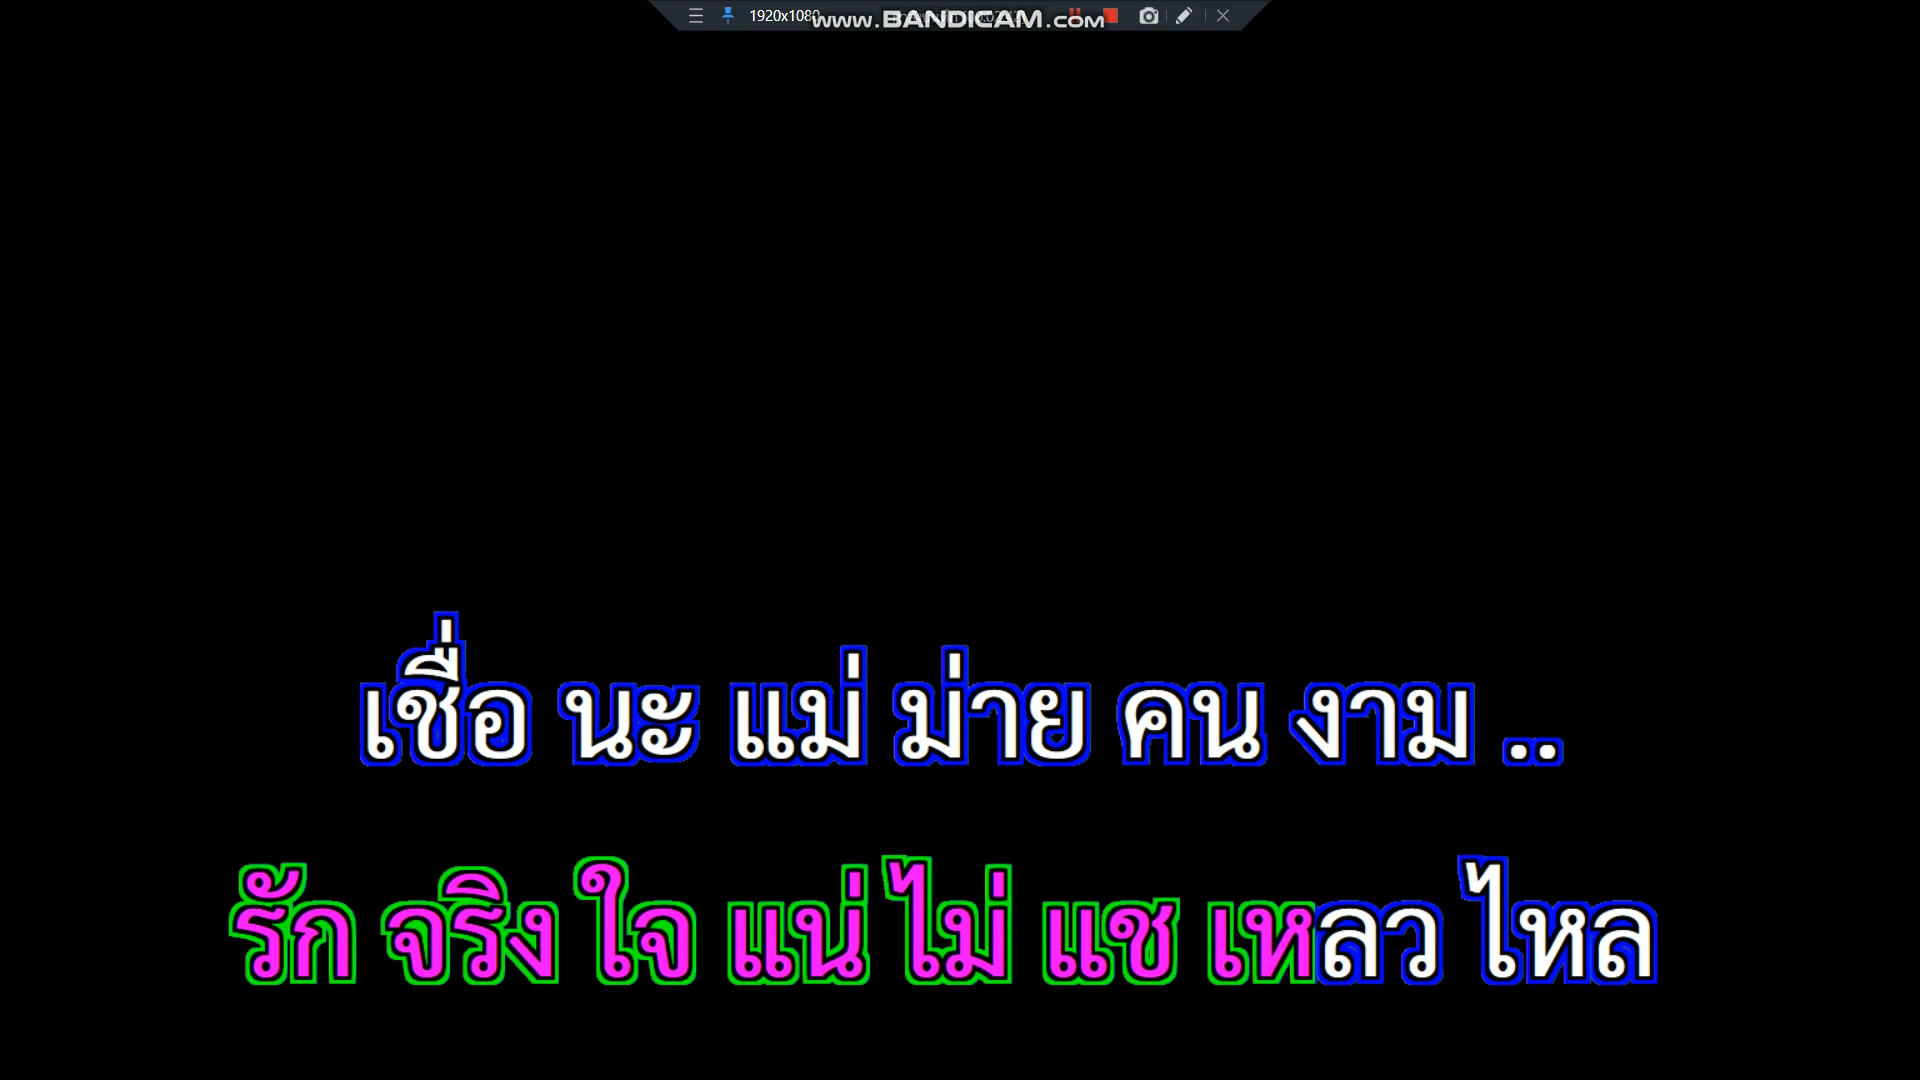 1920x1080
www.BANDICAM.com
เชื่อ นะ แม่ ม่าย คน งาม ..
รัก จริง ใจ แน่ ไม่ แช เหลว ไหล